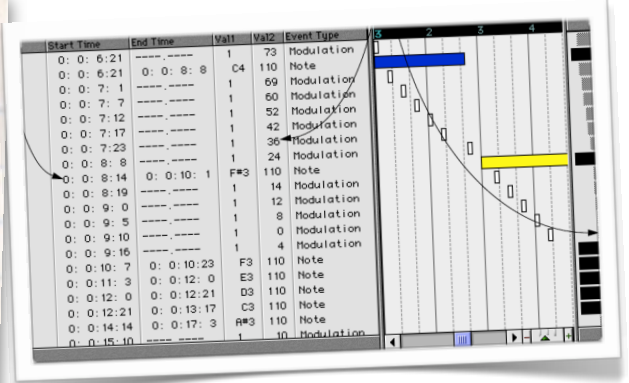 Start Time End Time Val1 Val2 Event Type 3 2 3 4
0: 0: 6:21 ----.---- 1 73 Modulation
0: 0: 6:21 0: 0: 8: 8 C4 110 Note
0: 0: 7: 1 ----.---- 1 69 Modulation
0: 0: 7: 7 ----.---- 1 60 Modulation
0: 0: 7:12 ----.---- 1 52 Modulation
0: 0: 7:17 ----.---- 1 42 Modulation
0: 0: 7:23 ----.---- 1 36 Modulation
0: 0: 8: 8 ----.---- 1 24 Modulation
0: 0: 8:14 0: 0:10: 1 F#3 110 Note
0: 0: 8:19 ----.---- 1 14 Modulation
0: 0: 9: 0 ----.---- 1 12 Modulation
0: 0: 9: 5 ----.---- 1 8 Modulation
0: 0: 9:10 ----.---- 1 0 Modulation
0: 0: 9:16 ----.---- 1 4 Modulation
0: 0:10: 7 0: 0:10:23 F3 110 Note
0: 0:11: 3 0: 0:12: 0 E3 110 Note
0: 0:12: 0 0: 0:12:21 D3 110 Note
0: 0:12:21 0: 0:13:17 C3 110 Note
0: 0:14:14 0: 0:17: 3 A#3 110 Note
0: 0:15:10 ----.---- 1 10 Modulation